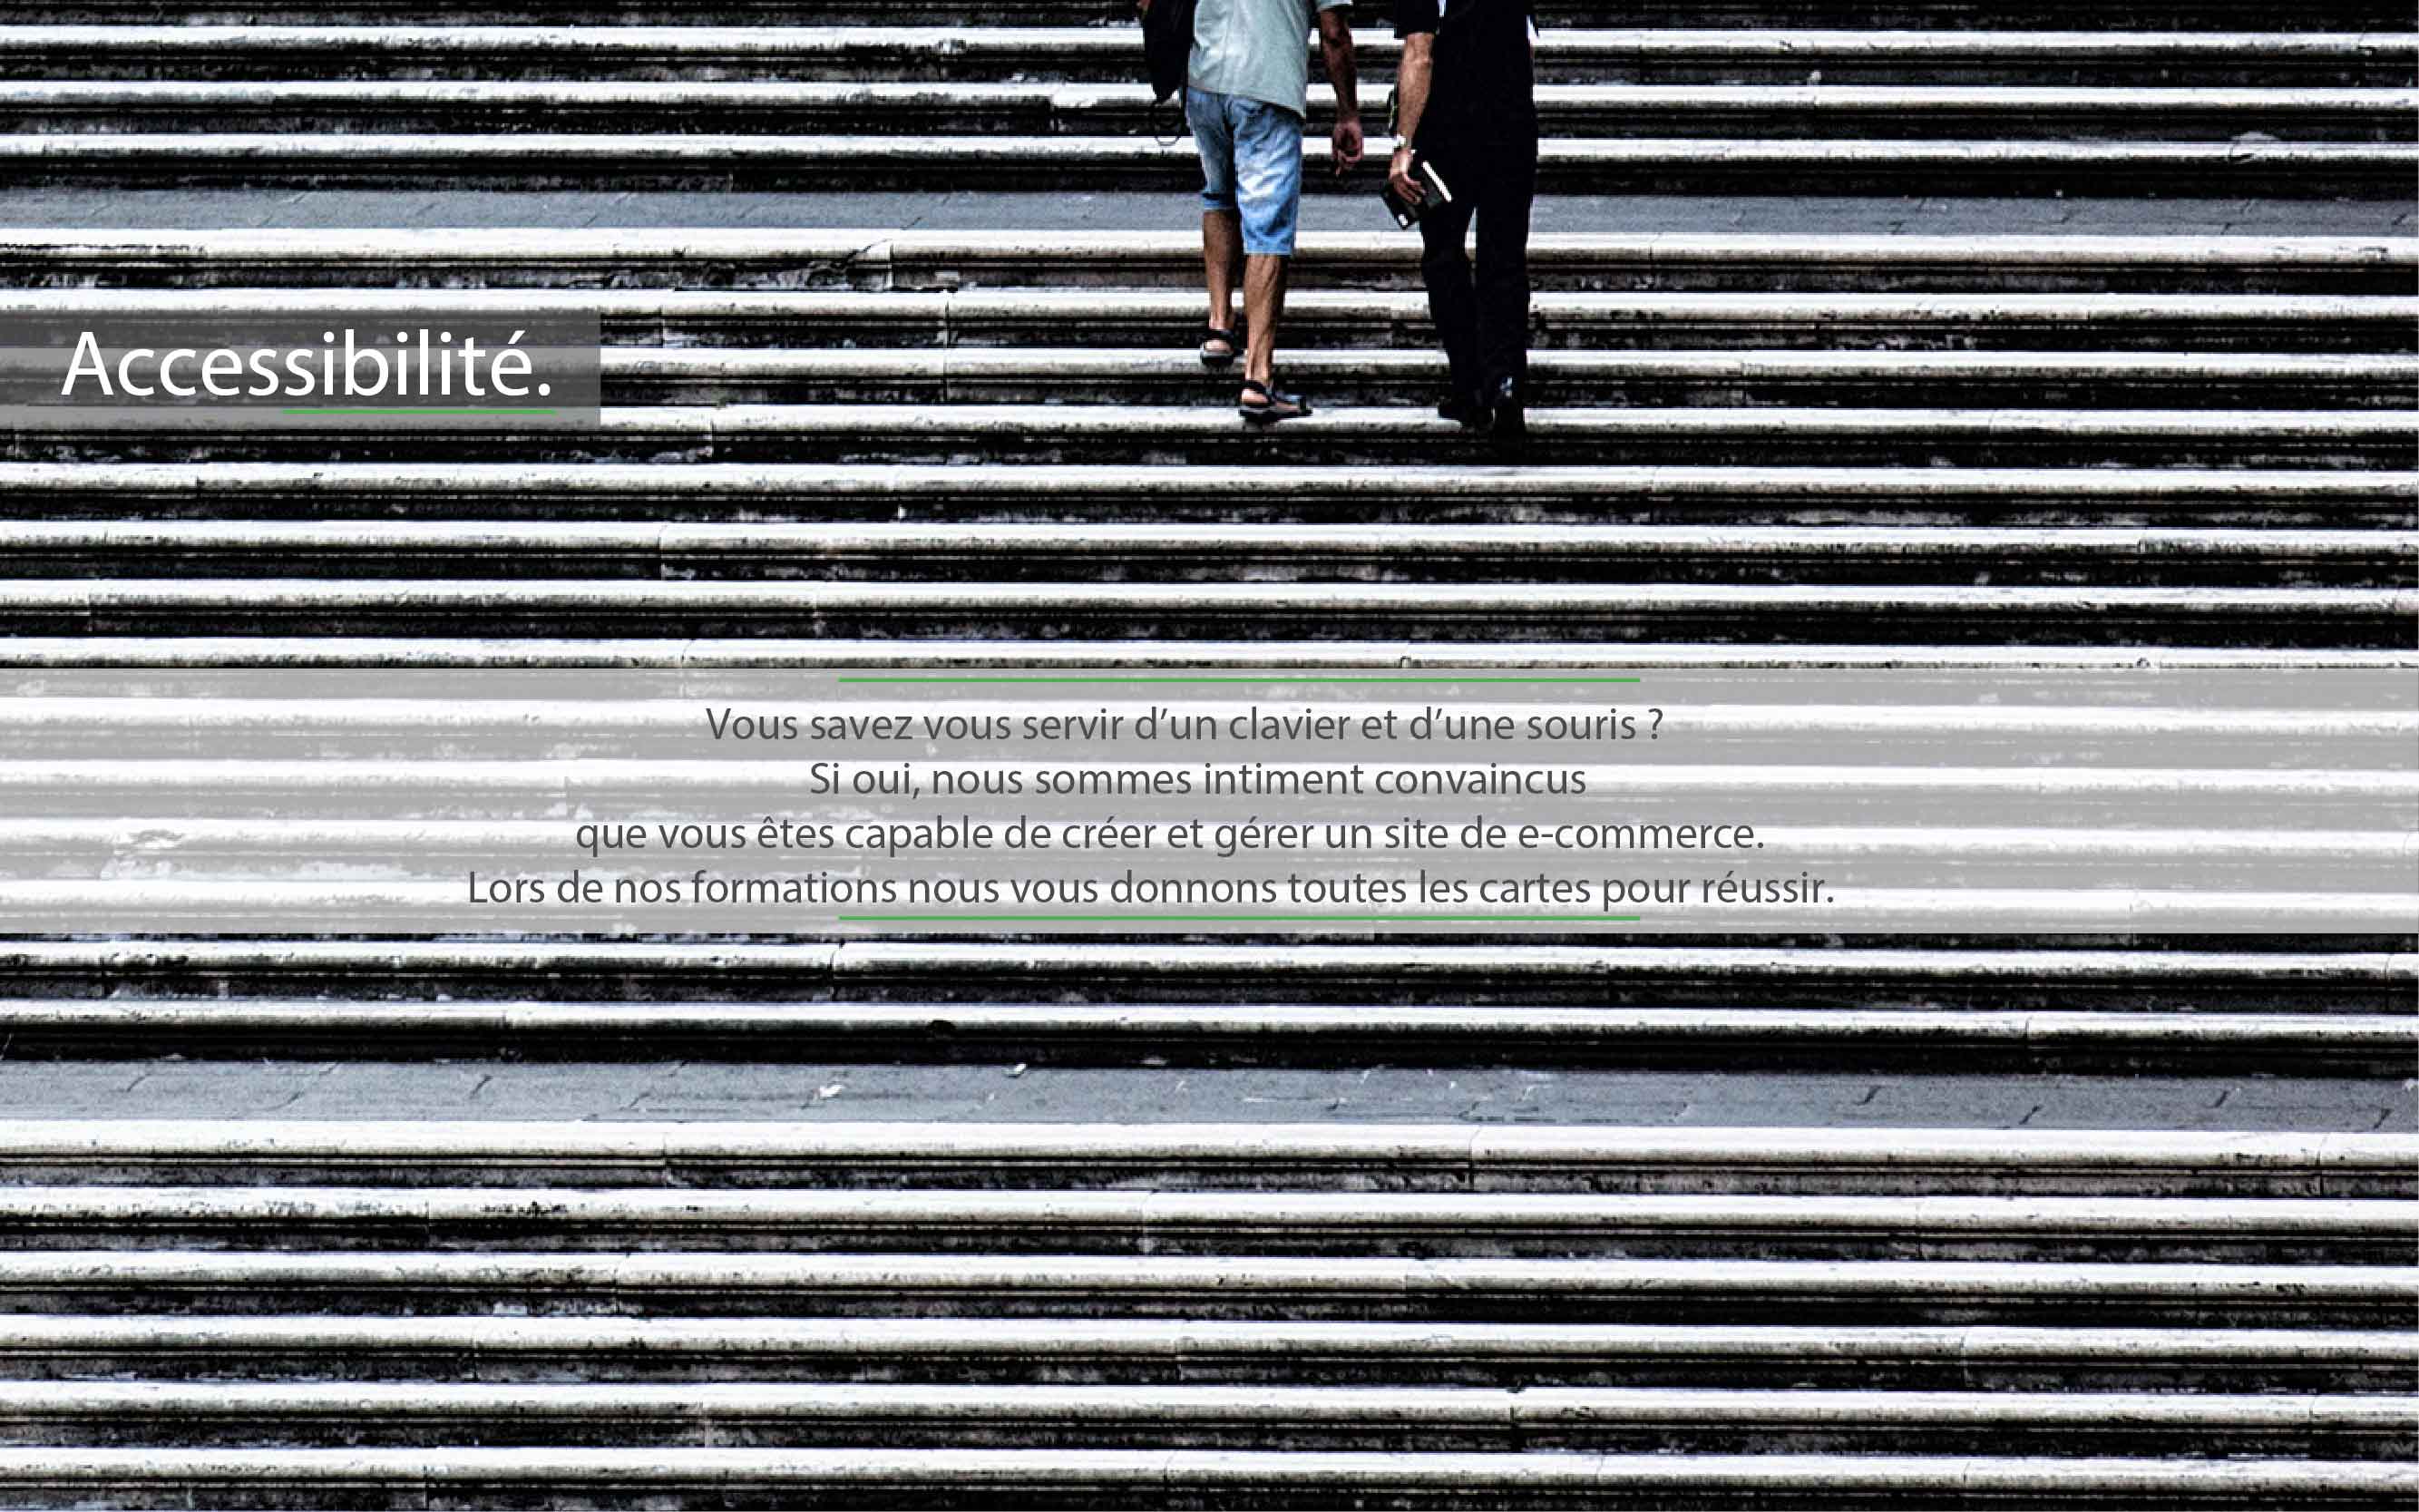 Accessibilité.
Vous savez vous servir d’un clavier et d’une souris ?
Si oui, nous sommes intiment convaincus
que vous êtes capable de créer et gérer un site de e-commerce.
Lors de nos formations nous vous donnons toutes les cartes pour réussir.